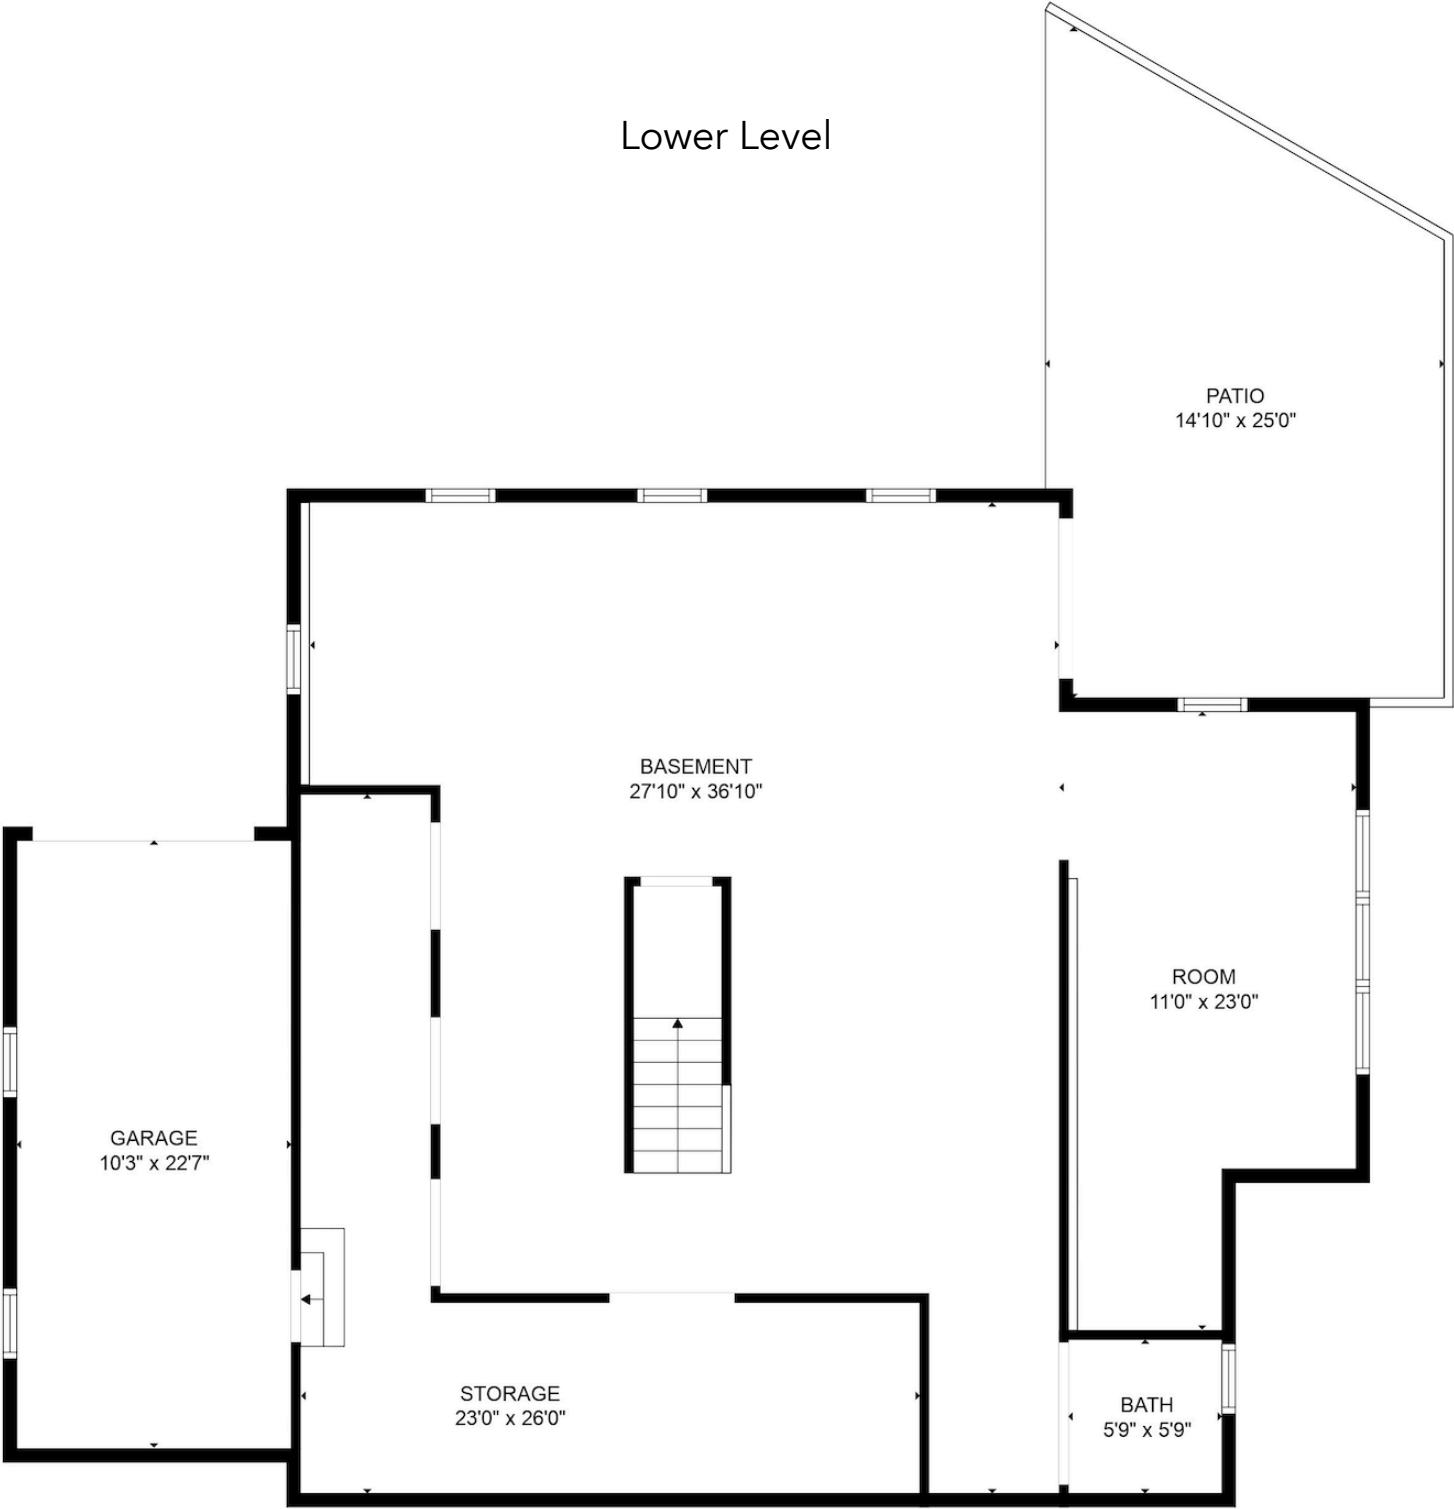 Lower Level
PATIO
14'10" x 25'0"
BASEMENT
27'10" x 36'10"
ROOM
11'0" x 23'0"
GARAGE
10'3" x 22'7"
STORAGE
23'0" x 26'0"
BATH
5'9" x 5'9"